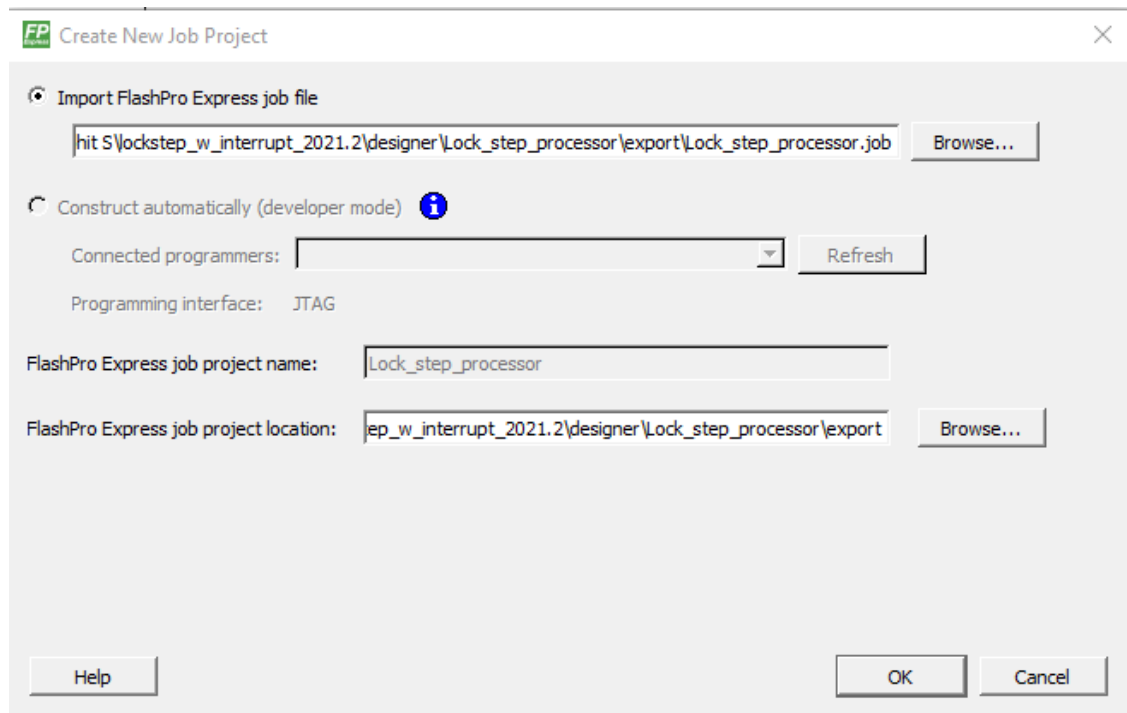 FP Create New Job Project
Import FlashPro Express job file
hit S\lockstep_w_interrupt_2021.2\designer\Lock_step_processor\export\Lock_step_processor.job Browse...
Construct automatically (developer mode) i
Connected programmers: Refresh
Programming interface: JTAG
FlashPro Express job project name: Lock_step_processor
FlashPro Express job project location: ep_w_interrupt_2021.2\designer\Lock_step_processor\export Browse...
Help OK Cancel